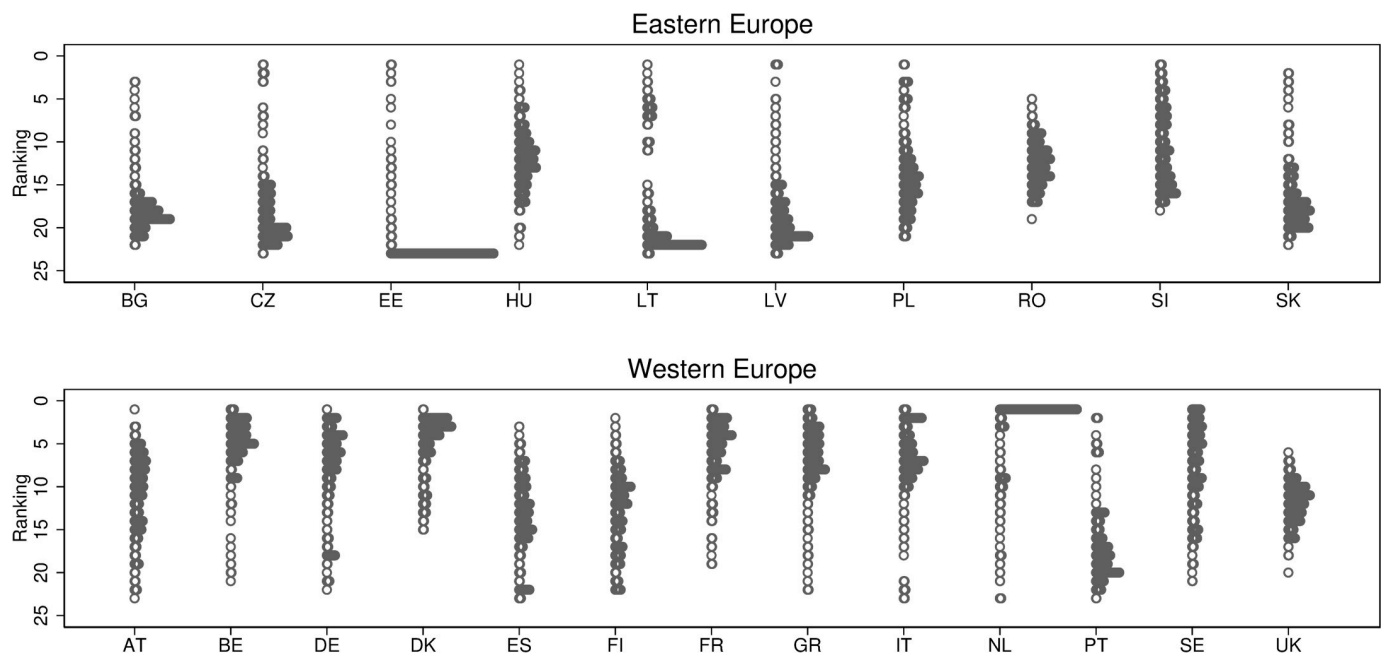 Eastern Europe
Ranking
0
5
10
15
20
25
BG CZ EE HU LT LV PL RO SI SK
Western Europe
Ranking
0
5
10
15
20
25
AT BE DE DK ES FI FR GR IT NL PT SE UK